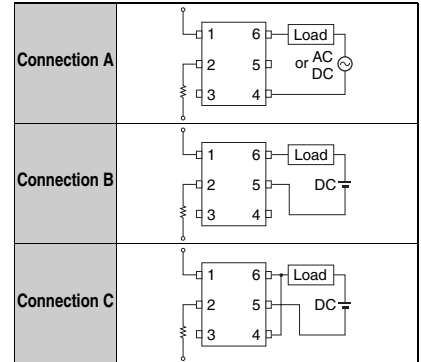 Connection A
1 6 Load
2 5 or AC
DC
3 4
Connection B
1 6 Load
2 5 DC
3 4
Connection C
1 6 Load
2 5 DC
3 4